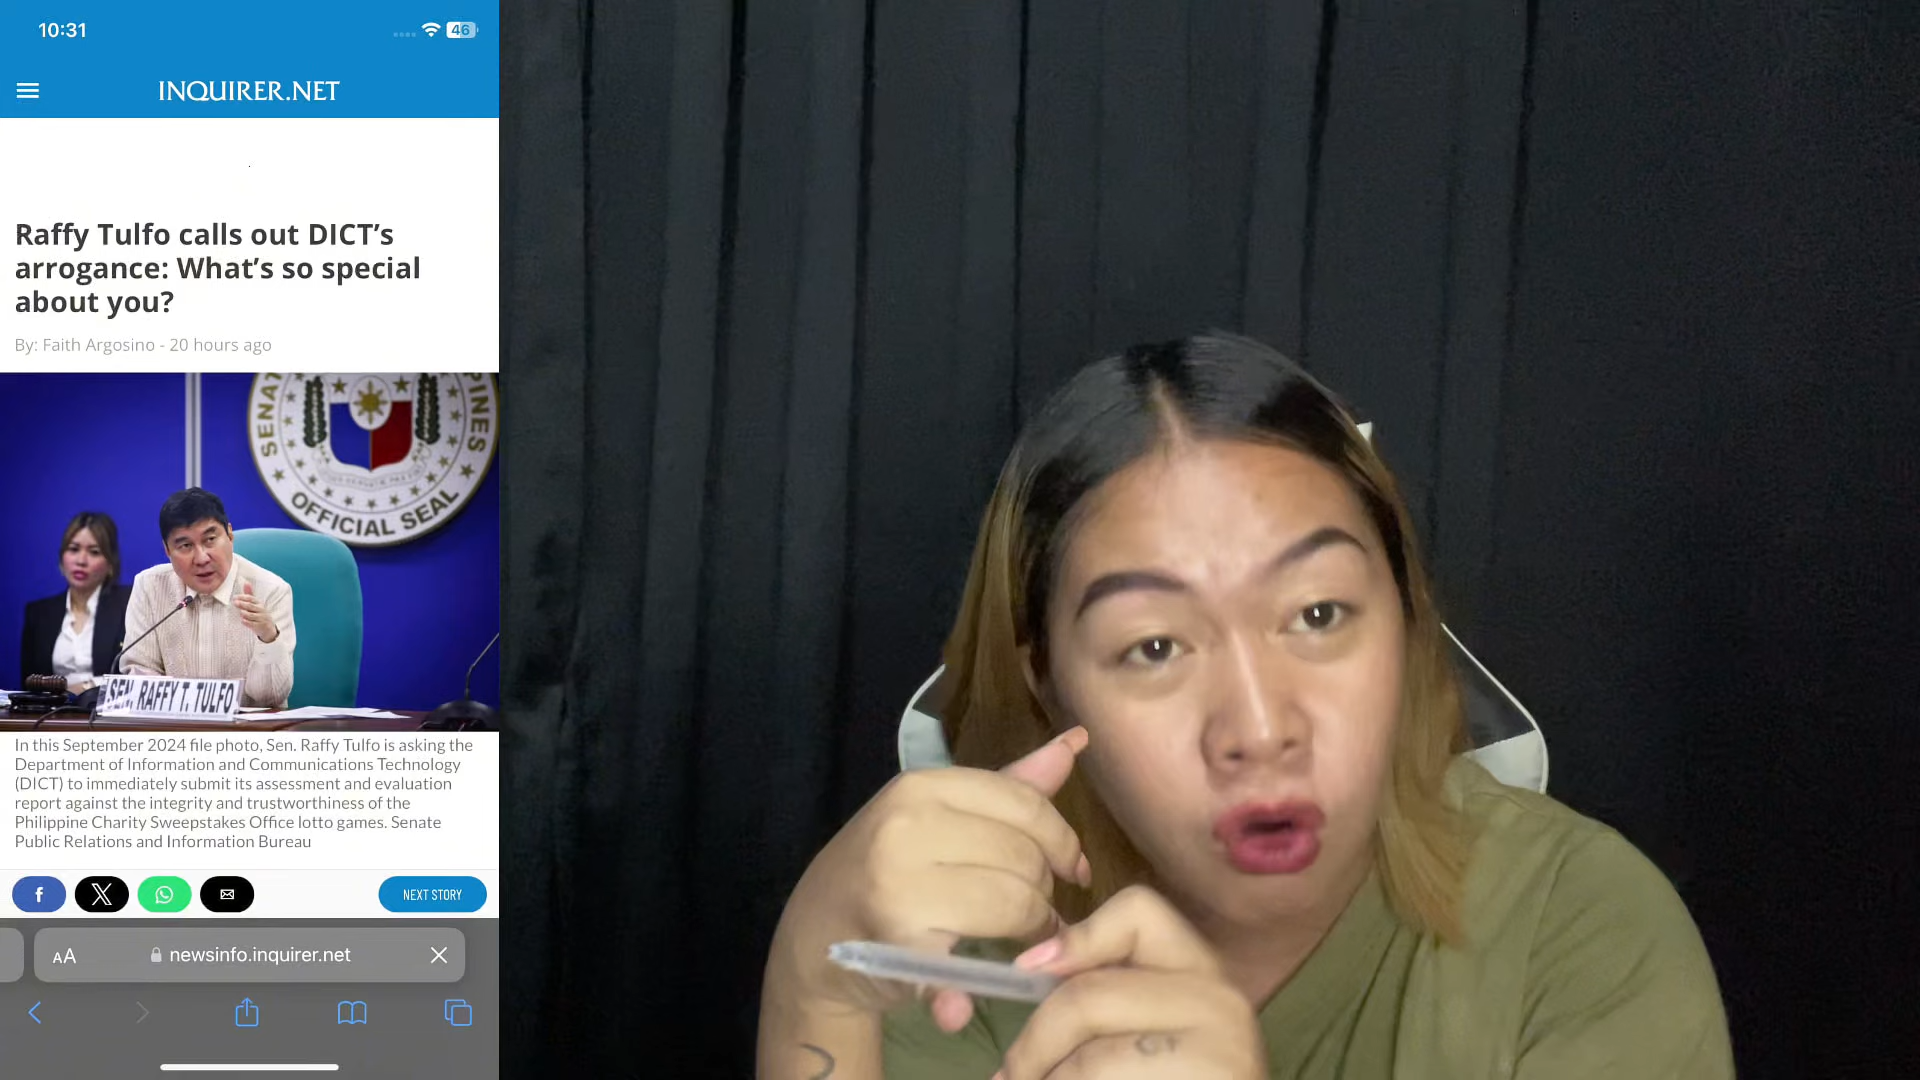 10:31
46
INQUIRER.NET
Raffy Tulfo calls out DICT’s
arrogance: What’s so special
about you?
By: Faith Argosino - 20 hours ago
SENATE
PINES
OFFICIAL SEAL
SEN. RAFFY T. TULFO
In this September 2024 file photo, Sen. Raffy Tulfo is asking the
Department of Information and Communications Technology
(DICT) to immediately submit its assessment and evaluation
report against the integrity and trustworthiness of the
Philippine Charity Sweepstakes Office lotto games. Senate
Public Relations and Information Bureau
f X NEXT STORY
AA newsinfo.inquirer.net